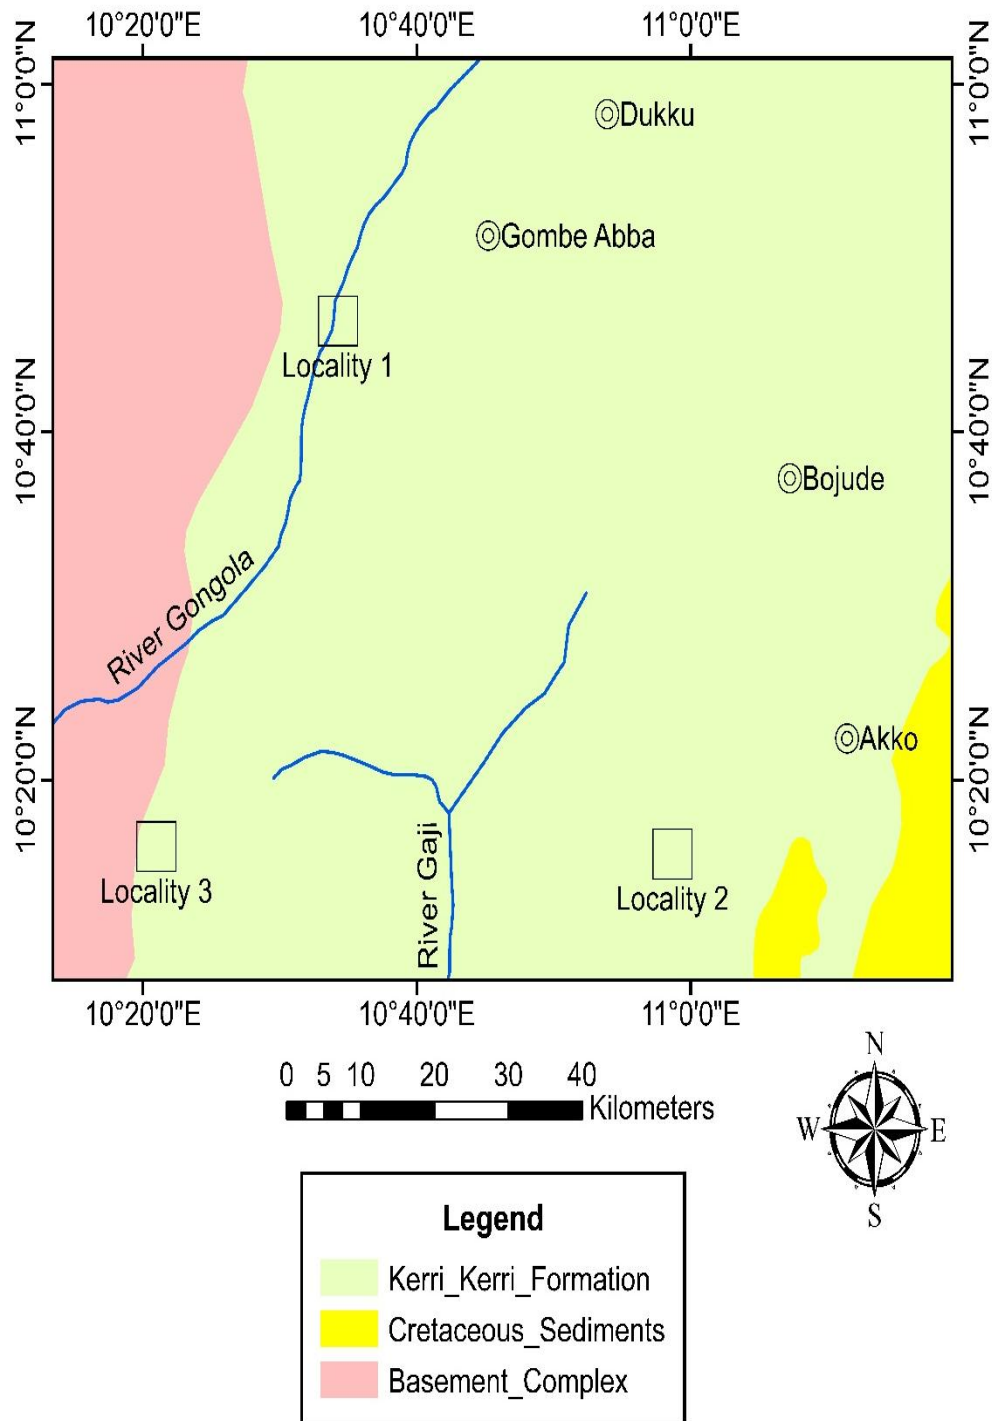 10°20'0"E 10°40'0"E 11°0'0"E
11°0'0"N 11°0'0"N
Dukku
Gombe Abba
Locality 1
10°40'0"N 10°40'0"N
Bojude
River Gongola
Akko
10°20'0"N 10°20'0"N
River Gaji
Locality 3
Locality 2
10°20'0"E 10°40'0"E 11°0'0"E
0 5 10 20 30 40
Kilometers
N
W E
S
Legend
Kerri_Kerri_Formation
Cretaceous_Sediments
Basement_Complex